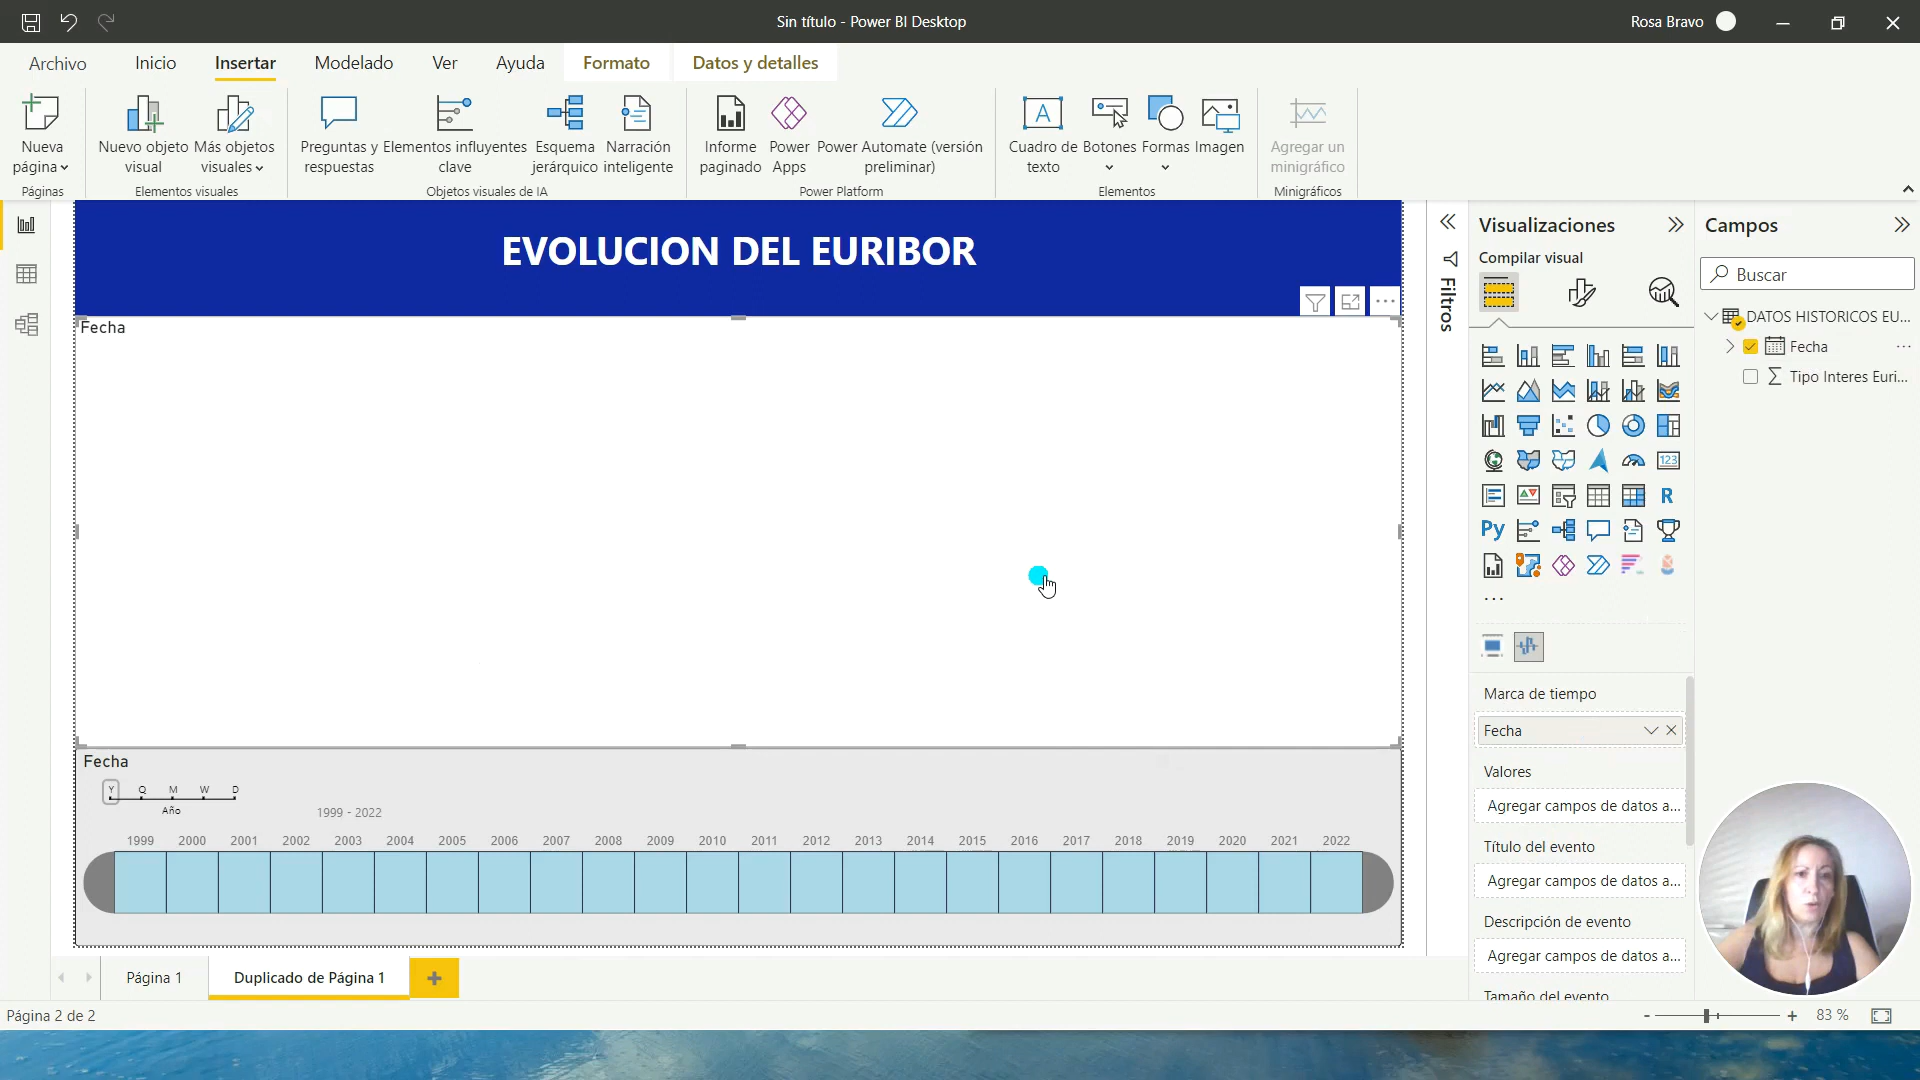 Sin título - Power BI Desktop
Rosa Bravo
Archivo Inicio Insertar Modelado Ver Ayuda Formato Datos y detalles
Nueva página
Nuevo objeto visual
Más objetos visuales
Preguntas y respuestas
Elementos influyentes clave
Esquema jerárquico
Narración inteligente
Informe paginado
Power Apps
Power Automate (versión preliminar)
Cuadro de texto
Botones
Formas
Imagen
Agregar un minigráfico
Páginas
Elementos visuales
Objetos visuales de IA
Power Platform
Elementos
Minigráficos
EVOLUCION DEL EURIBOR
Fecha
Fecha
Y Q M W D
Año
1999 - 2022
1999 2000 2001 2002 2003 2004 2005 2006 2007 2008 2009 2010 2011 2012 2013 2014 2015 2016 2017 2018 2019 2020 2021 2022
Filtros
Visualizaciones
Compilar visual
123
R
Py
...
Marca de tiempo
Fecha
Valores
Agregar campos de datos a...
Título del evento
Agregar campos de datos a...
Descripción de evento
Agregar campos de datos a...
Tamaño del evento
Campos
Buscar
DATOS HISTORICOS EU...
Fecha
Tipo Interes Euri...
Página 1
Duplicado de Página 1
Página 2 de 2
- + 83 %